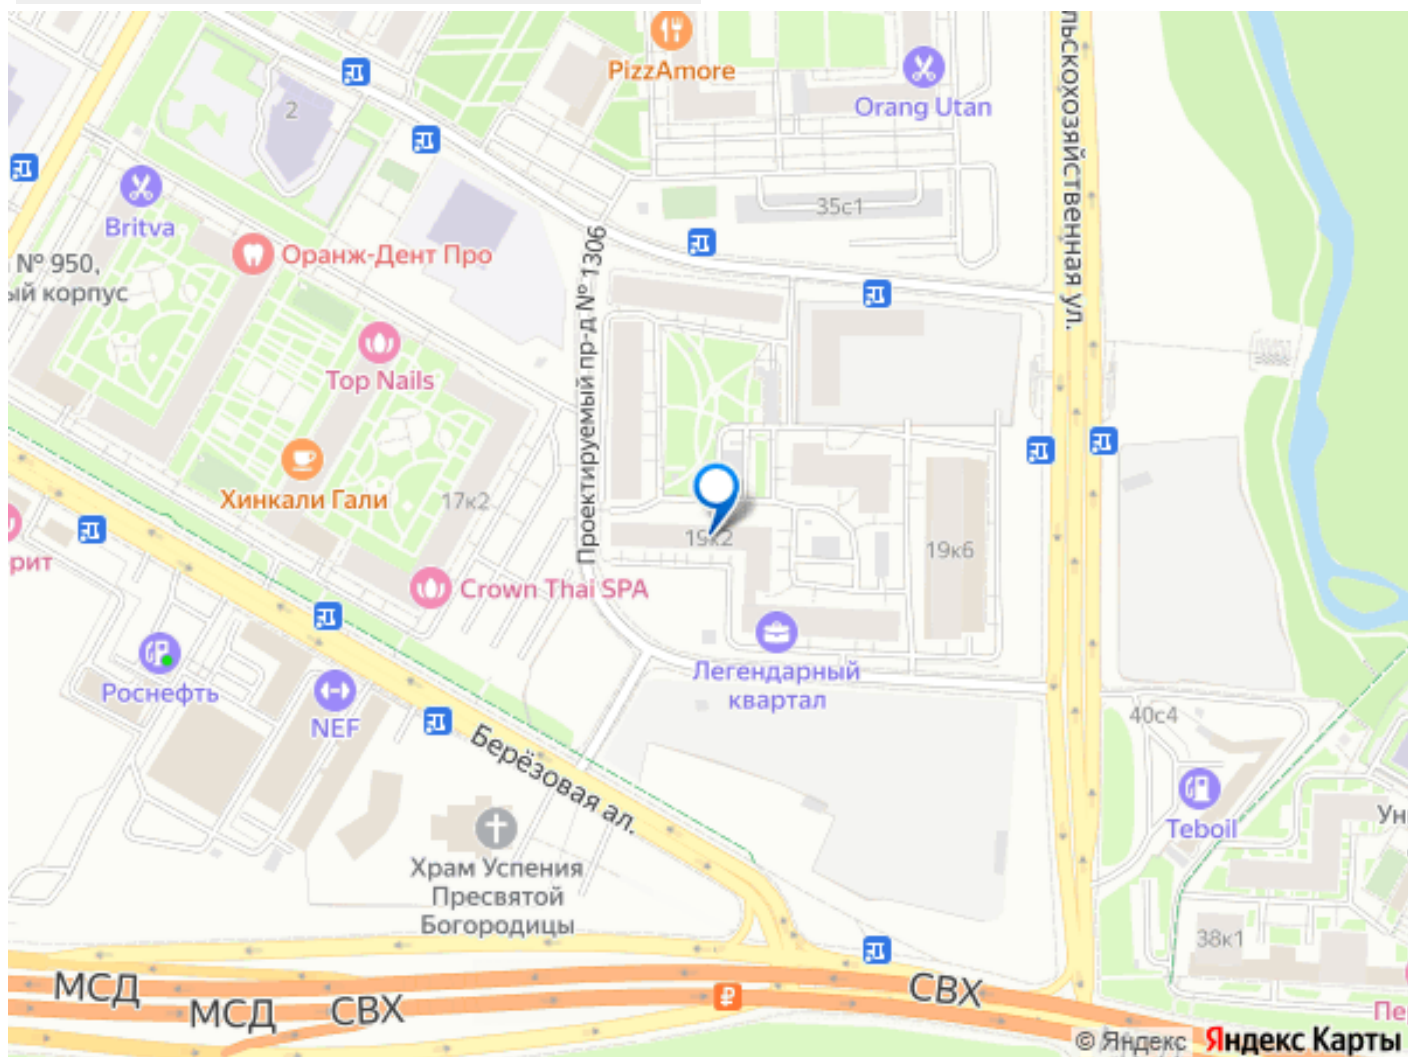 PizzAmore
Orang Utan
льскохозяйственная ул.
2
Britva
Оранж-Дент Про
№ 950,
ый корпус
35с1
Проектируемый пр-д № 1306
Top Nails
Хинкали Гали
17к2
19к2
19к6
рит
Crown Thai SPA
Легендарный
квартал
Роснефть
NEF
Берёзовая ал.
40с4
Teboil
Ун
Храм Успения
Пресвятой
Богородицы
38к1
МСД
МСД
СВХ
СВХ
Пе
© Яндекс Яндекс Карты